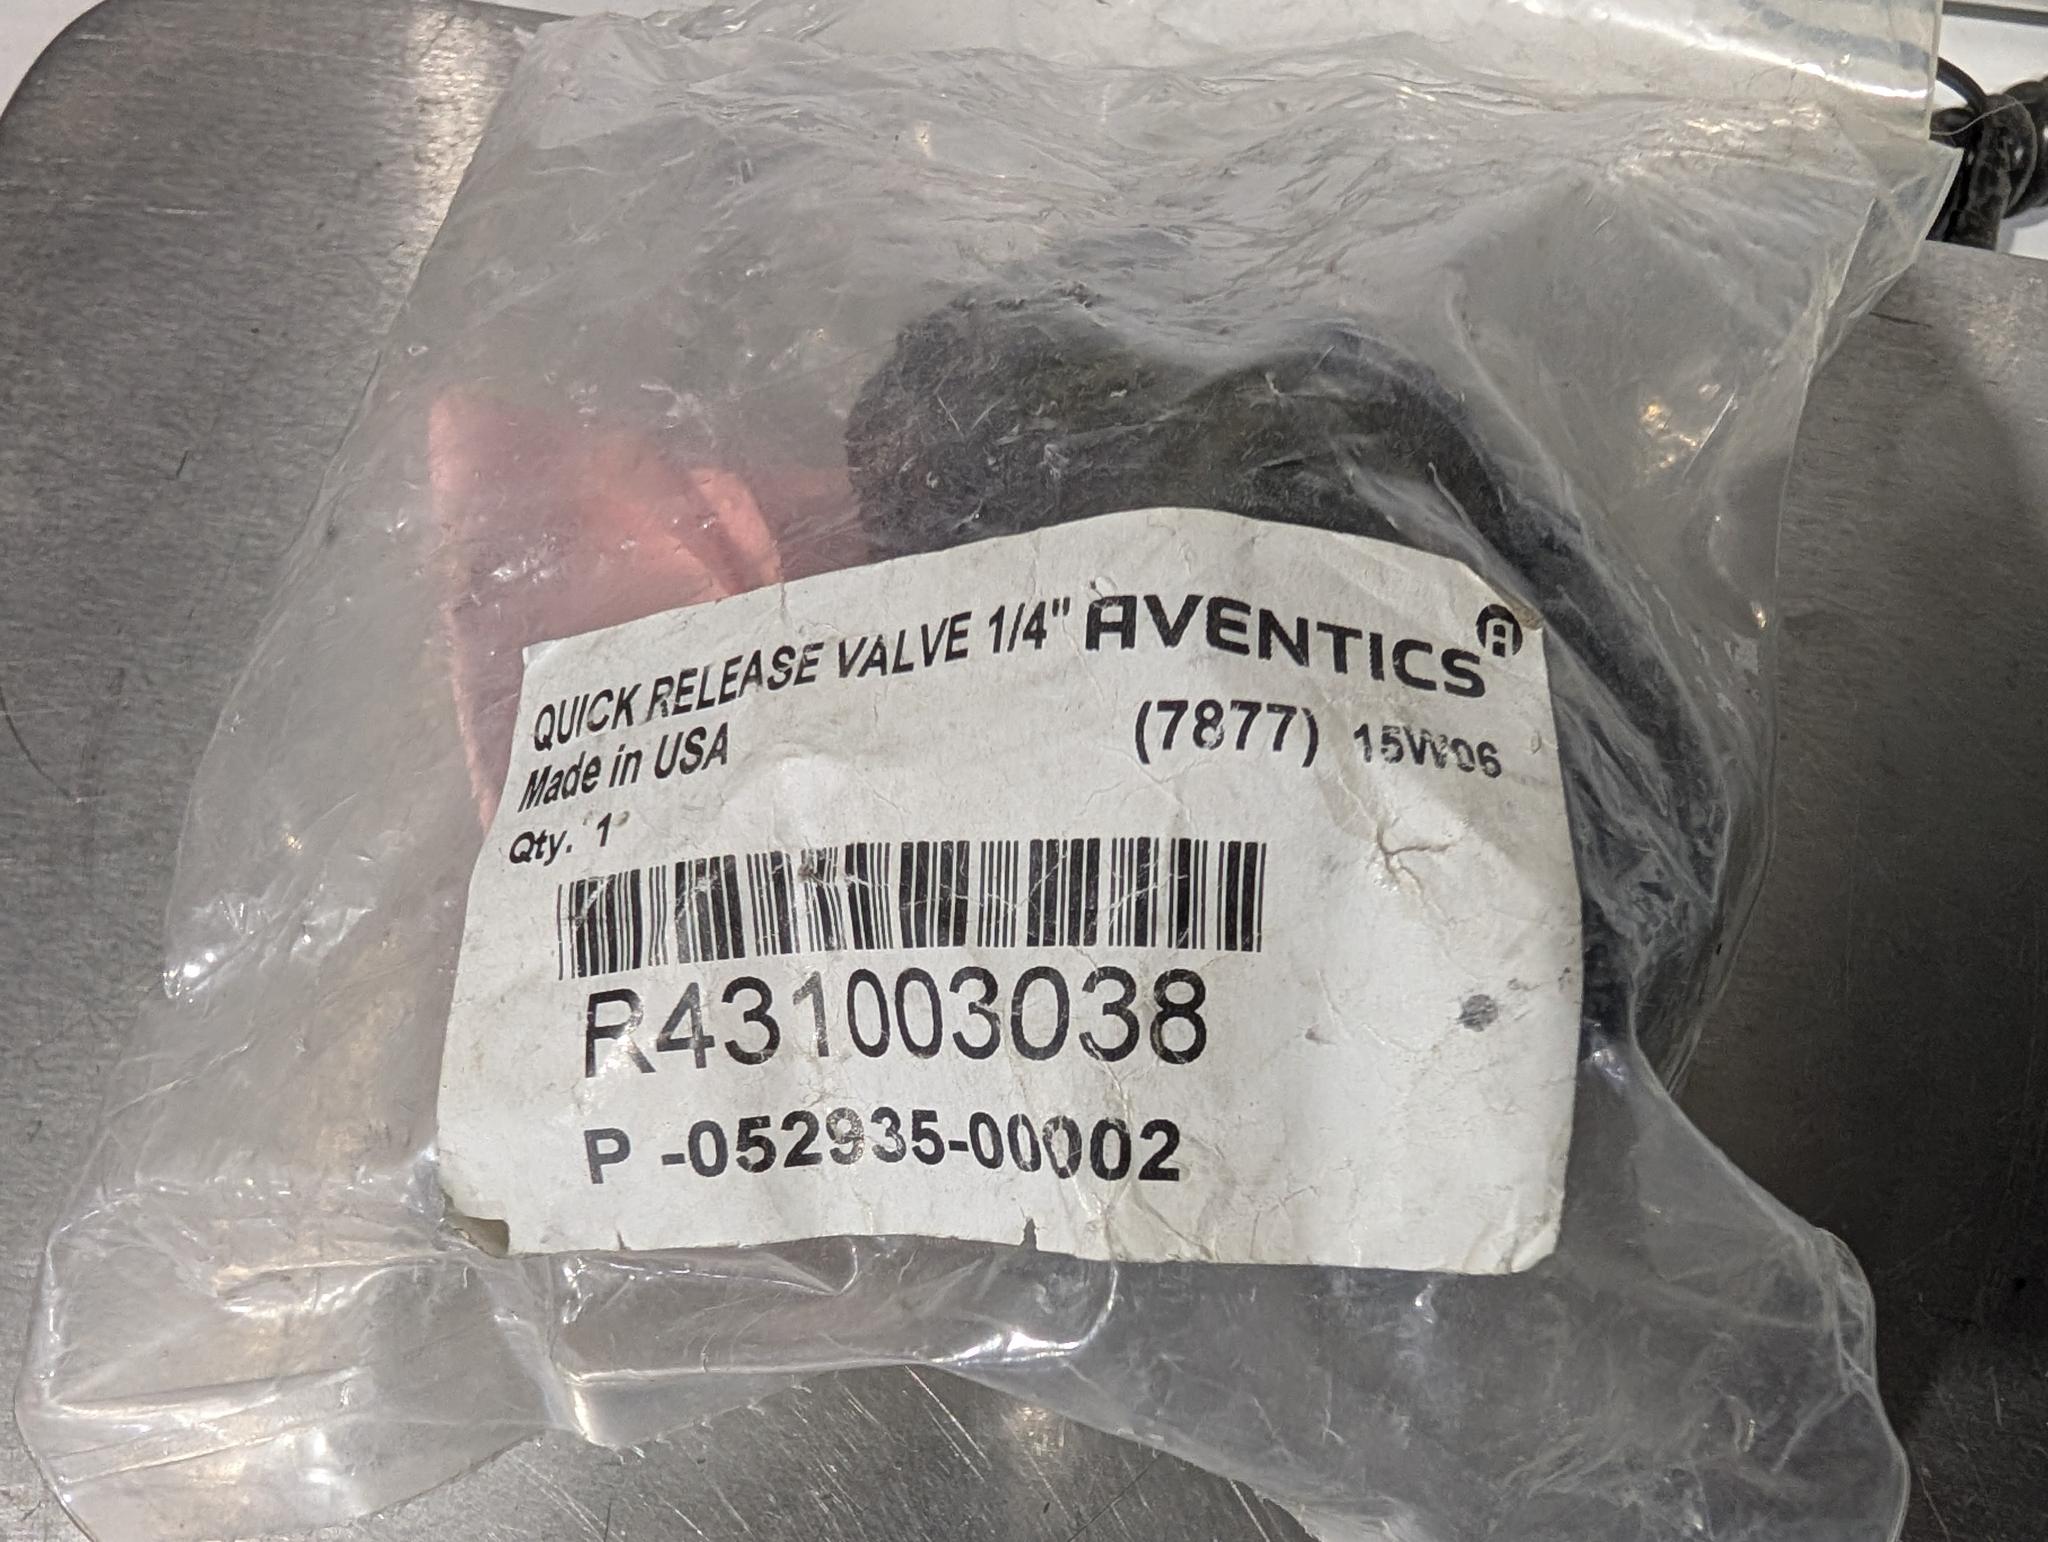 QUICK RELEASE VALVE 1/4" AVENTICS
Made in USA (7877) 15W06
Qty. 1
R431003038
P -052935-00002